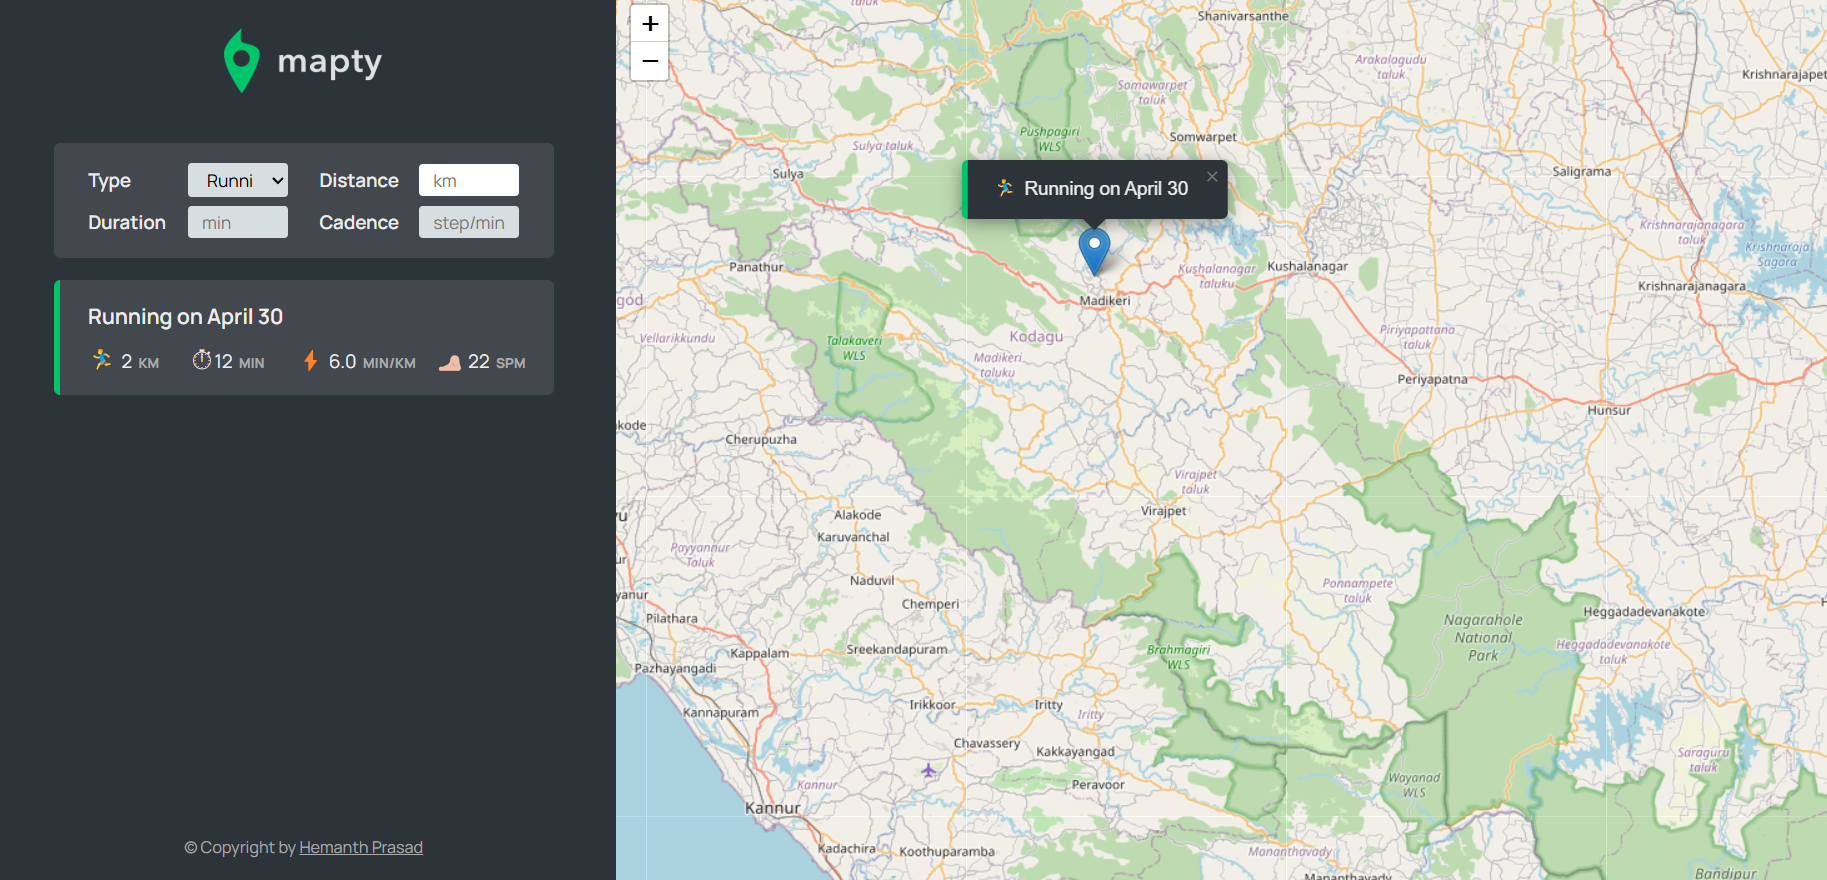 mapty
Type
Runni
Distance
km
Duration
min
Cadence
step/min
Running on April 30
2 KM
12 MIN
6.0 MIN/KM
22 SPM
© Copyright by Hemanth Prasad
+
−
Shanivarsanthe
Arakalagudu
taluk
Krishnarajapet
Somawarpet
taluk
Pushpagiri
WLS
Somwarpet
Sulya taluk
Sulya
Saligrama
×
Running on April 30
Krishnarajanagara
taluk
Krishnaraja
Sagara
Panathur
Kushalanagar
taluku
Kushalanagar
Krishnarajanagara
Madikeri
god
Vellarikkundu
Talakaveri
WLS
Kodagu
Madikeri
taluku
Piriyapattana
taluk
Periyapatna
Hunsur
kode
Cherupuzha
Virajpet
taluk
Virajpet
Alakode
Karuvanchal
Payyannur
Taluk
Naduvil
Chemperi
Ponnampete
taluk
Heggadadevanakote
Nagarahole
National
Park
yanur
Pilathara
Kappalam
Sreekandapuram
Brahmagiri
WLS
Heggadadevanakote
taluk
Pazhayangadi
Kannapuram
Irikkoor
Iritty
Iritty
Chavassery
Kakkayangad
Saraguru
taluk
Kannur
Peravoor
Wayanad
WLS
Kannur
Kadachira
Koothuparamba
Mananthavady
Mananthavady
Bandipur